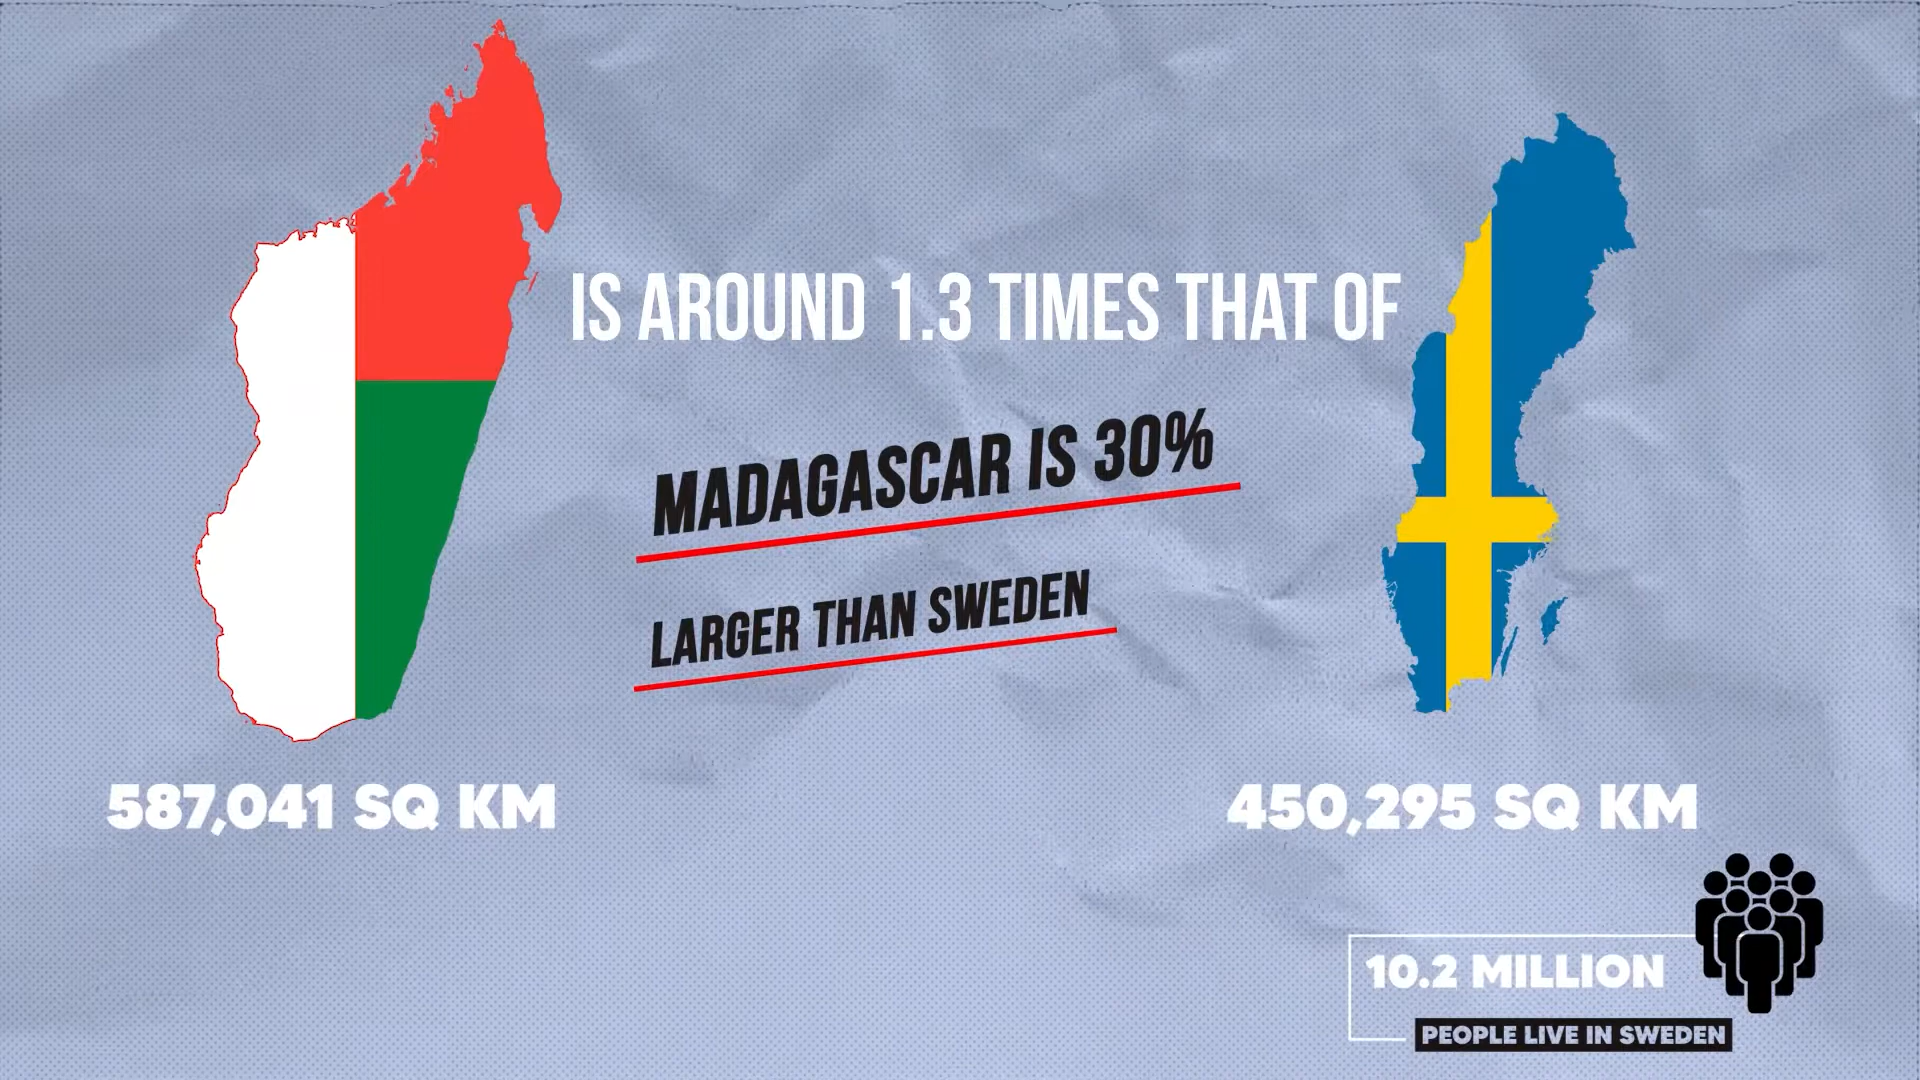 IS AROUND 1.3 TIMES THAT OF
MADAGASCAR IS 30%
LARGER THAN SWEDEN
587,041 SQ KM
450,295 SQ KM
10.2 MILLION
PEOPLE LIVE IN SWEDEN